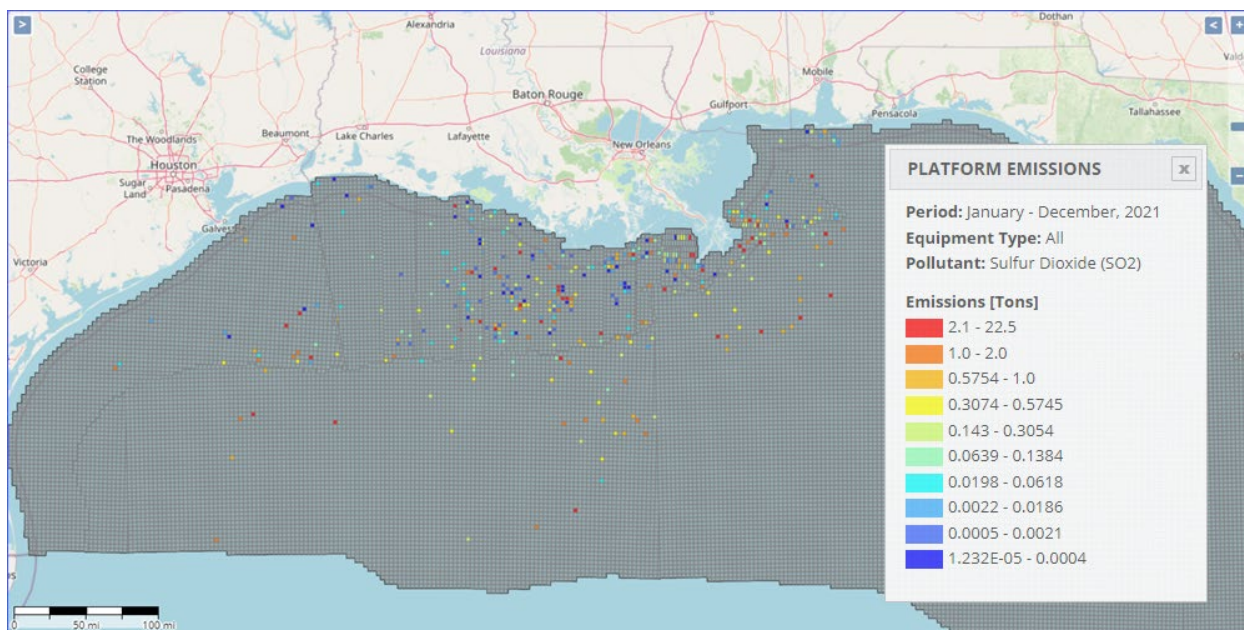 >
<
+
Alexandria
Dothan
Louisiana
College
Station
Valdo
Baton Rouge
Mobile
Gulfport
Pensacola
Tallahassee
The Woodlands
Beaumont
Lake Charles
Lafayette
New Orleans
Houston
Sugar
Land
Pasadena
Galves
Victoria
PLATFORM EMISSIONS
x
Period: January - December, 2021
Equipment Type: All
Pollutant: Sulfur Dioxide (SO2)
Emissions [Tons]
2.1 - 22.5
1.0 - 2.0
0.5754 - 1.0
0.3074 - 0.5745
0.143 - 0.3054
0.0639 - 0.1384
0.0198 - 0.0618
0.0022 - 0.0186
0.0005 - 0.0021
1.232E-05 - 0.0004
0 50 mi 100 mi